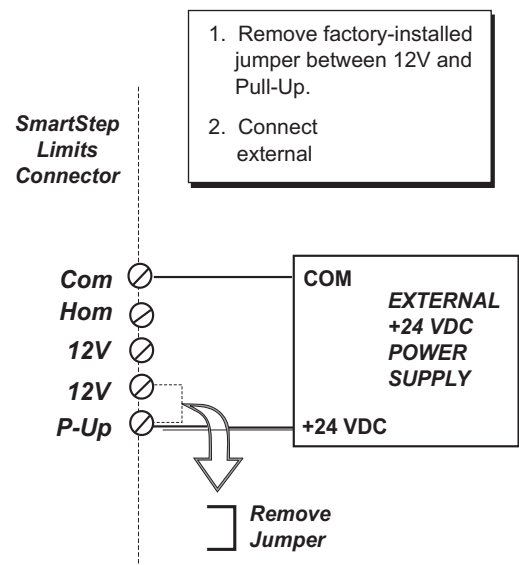 1. Remove factory-installed
jumper between 12V and
Pull-Up.
2. Connect
external
SmartStep
Limits
Connector
Com
Hom
12V
12V
P-Up
COM
EXTERNAL
+24 VDC
POWER
SUPPLY
+24 VDC
Remove
Jumper